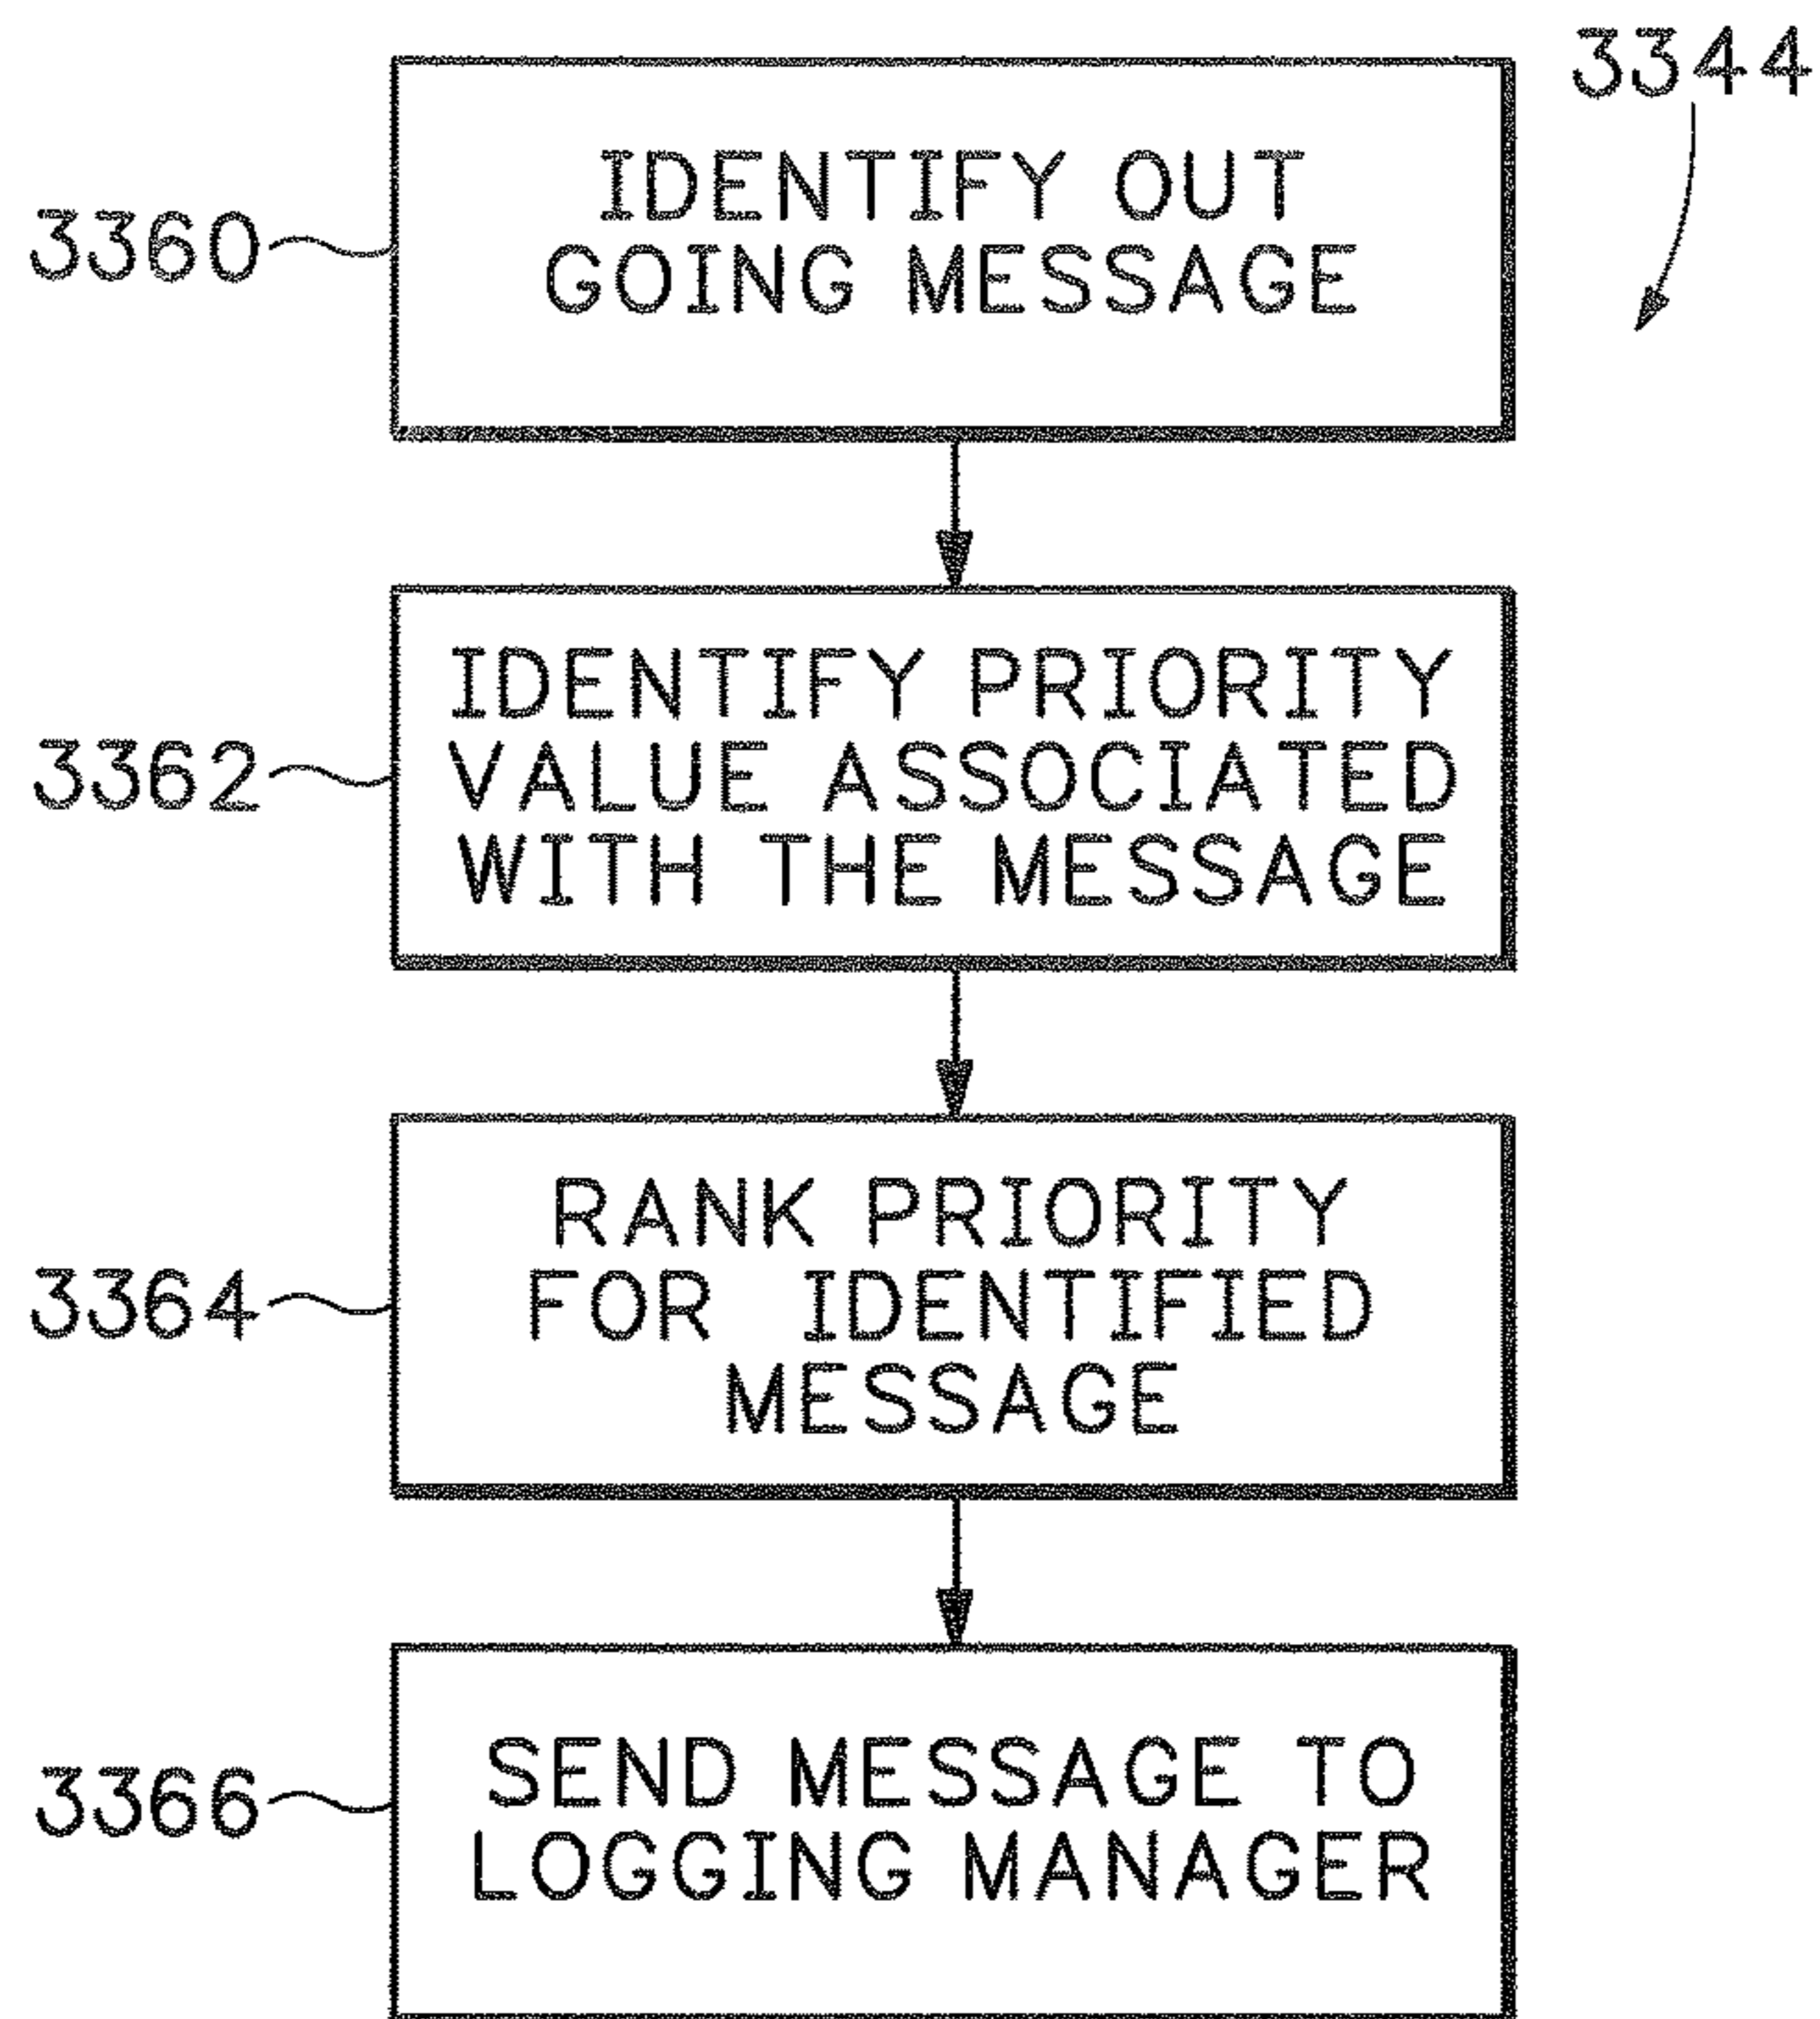 3344
3360
IDENTIFY OUT
GOING MESSAGE
3362
IDENTIFY PRIORITY
VALUE ASSOCIATED
WITH THE MESSAGE
3364
RANK PRIORITY
FOR IDENTIFIED
MESSAGE
3366
SEND MESSAGE TO
LOGGING MANAGER